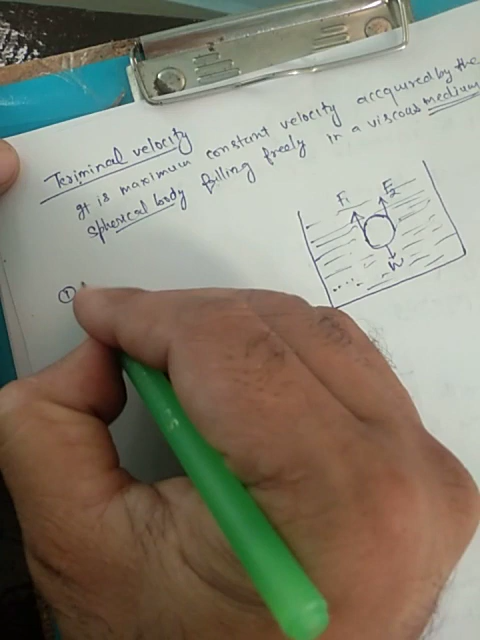 Terminal velocity
It is maximum constant velocity accqured by the
spherical body falling freely in a viscous medium
F₁ F₂
W
①